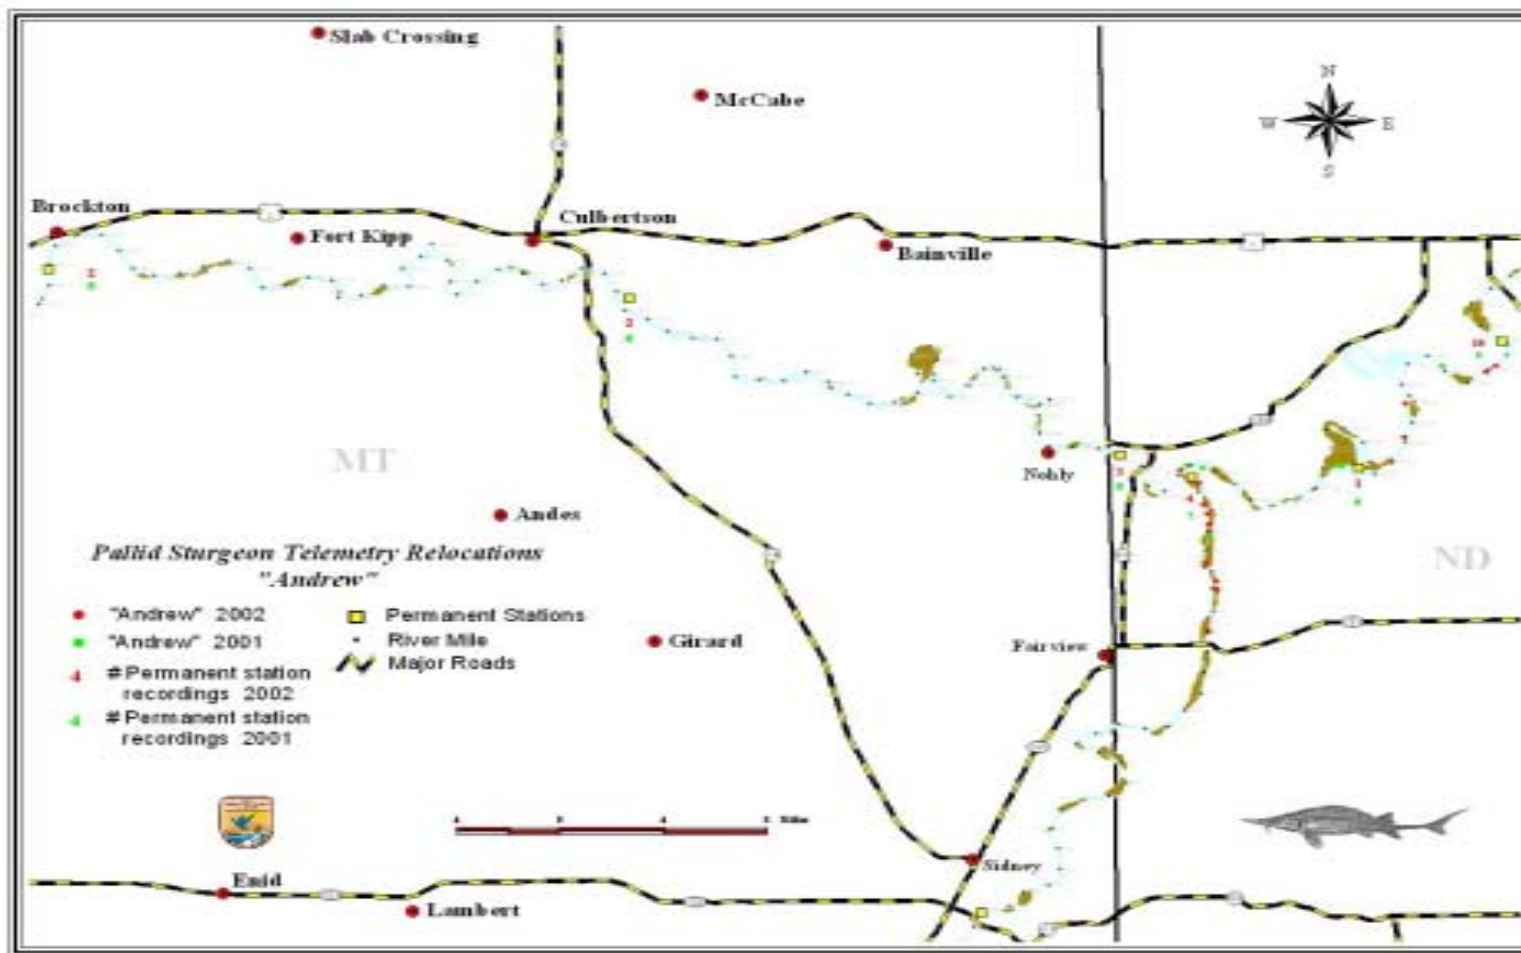 Slab Crossing
McCabe
N
W E
S
Brockton
Culbertson
Fort Kipp
Bainville
MT
Nohly
Andes
ND
Pallid Sturgeon Telemetry Relocations
"Andrew"
"Andrew" 2002
"Andrew" 2001
4 # Permanent station
recordings 2002
4 # Permanent station
recordings 2001
Permanent Stations
River Mile
Major Roads
Girard
Fairview
Sidney
Enid
Lambert